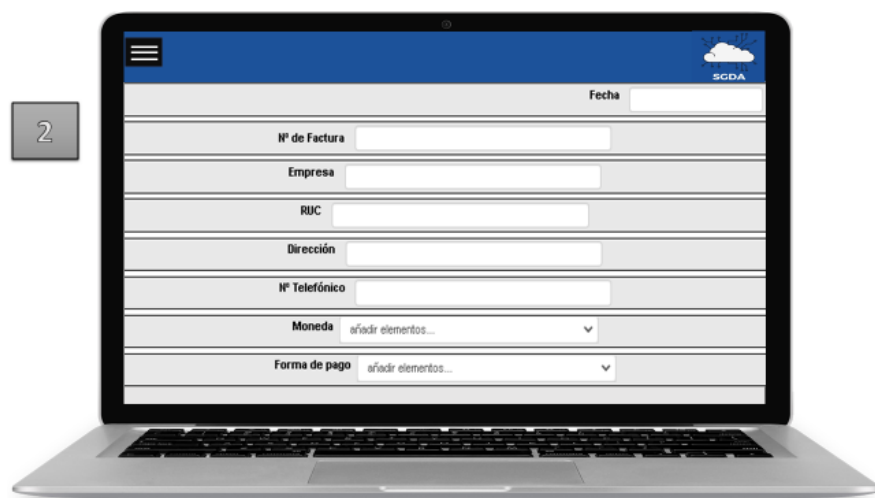 SGDA
Fecha
2
Nº de Factura
Empresa
RUC
Dirección
Nº Telefónico
Moneda añadir elementos...
Forma de pago añadir elementos...